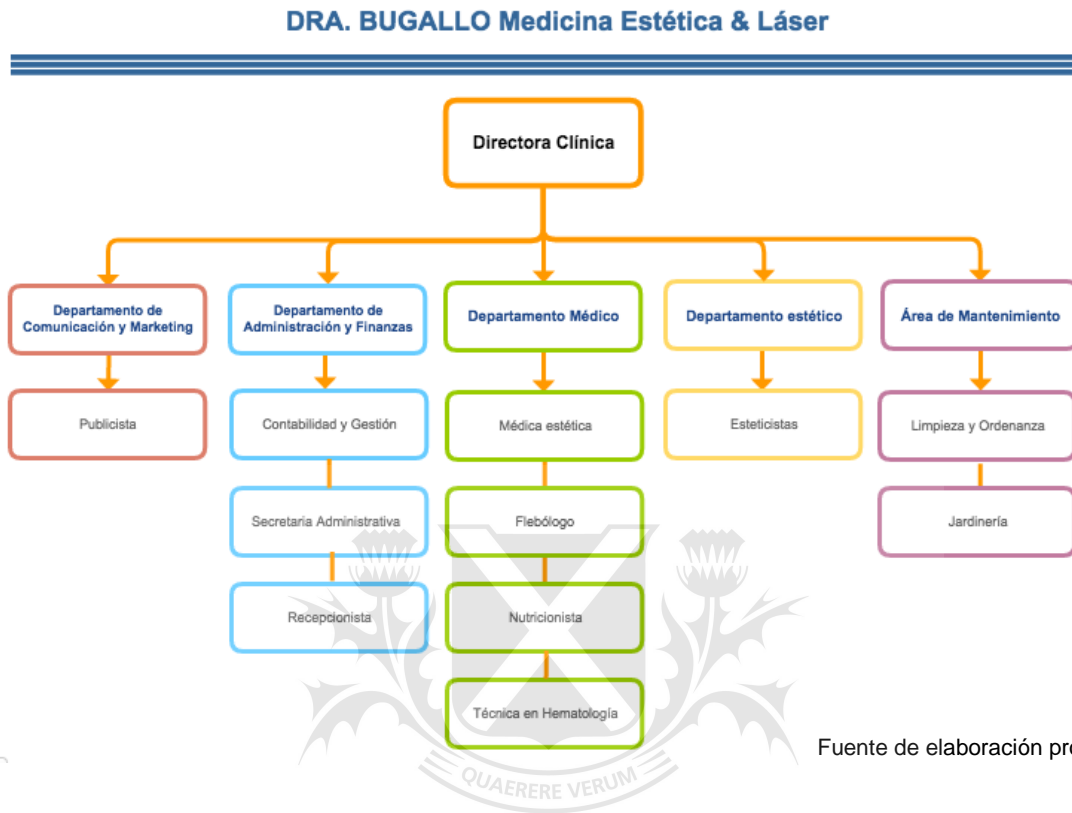 DRA. BUGALLO Medicina Estética & Láser
Directora Clínica
Departamento de
Comunicación y Marketing
Departamento de
Administración y Finanzas
Departamento Médico
Departamento estético
Área de Mantenimiento
Publicista
Contabilidad y Gestión
Médica estética
Esteticistas
Limpieza y Ordenanza
Secretaria Administrativa
Flebólogo
Jardinería
Recepcionista
Nutricionista
Técnica en Hematología
Fuente de elaboración
QUAERERE VERUM